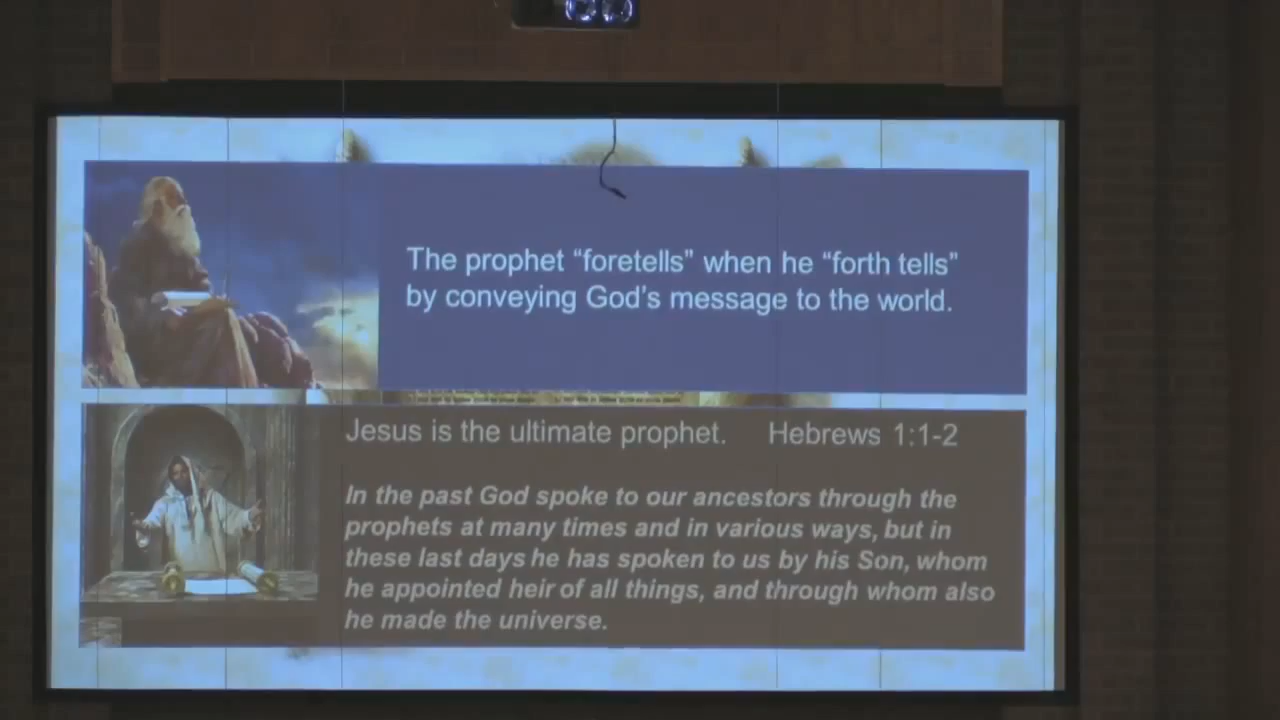 The prophet “foretells” when he “forth tells”
by conveying God’s message to the world.
Jesus is the ultimate prophet. Hebrews 1:1-2
In the past God spoke to our ancestors through the
prophets at many times and in various ways, but in
these last days he has spoken to us by his Son, whom
he appointed heir of all things, and through whom also
he made the universe.